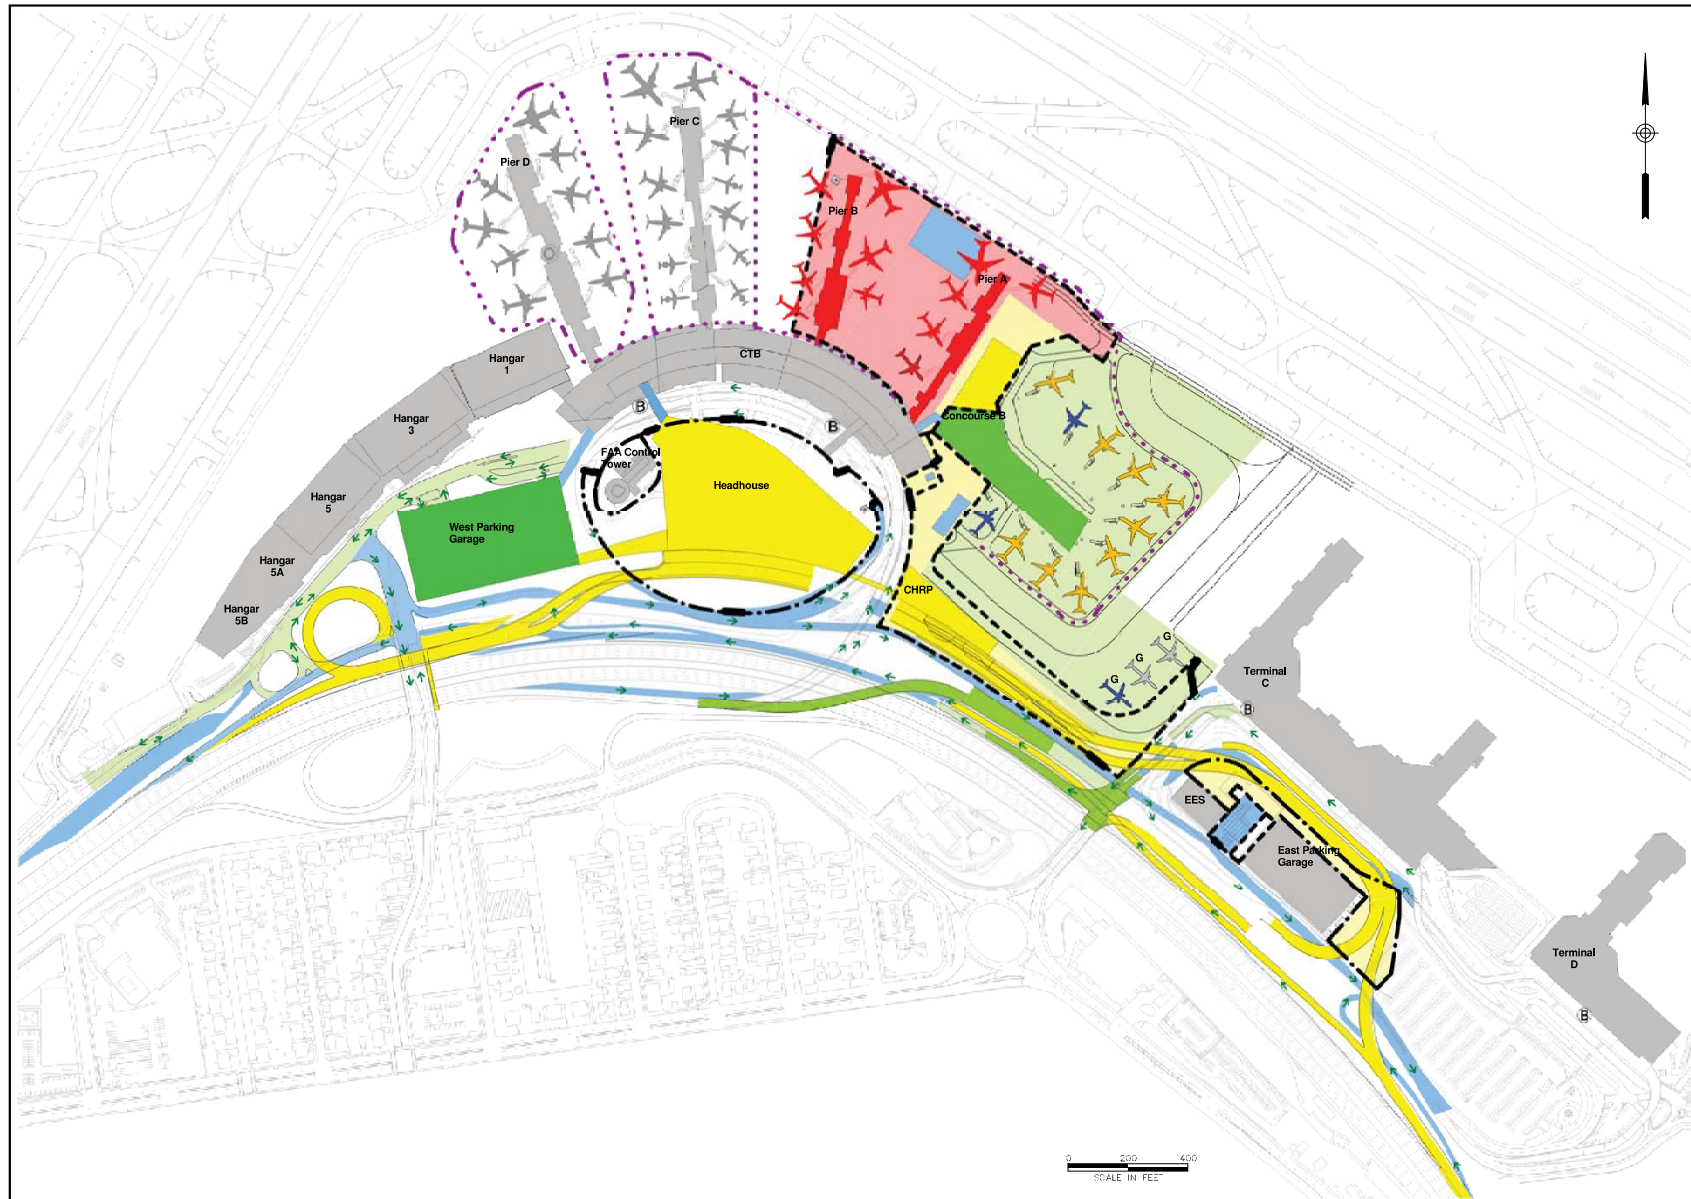 Pier C
Pier D
Pier B
Pier A
Hangar
1
CTB
Hangar
3
B
B
Concourse B
FAA Control
Tower
Headhouse
Hangar
5
West Parking
Garage
Hangar
5A
CHRP
Hangar
5B
G
G
G
Terminal
C
B
EES
East Parking
Garage
Terminal
D
B
0 200 400
SCALE IN FEET